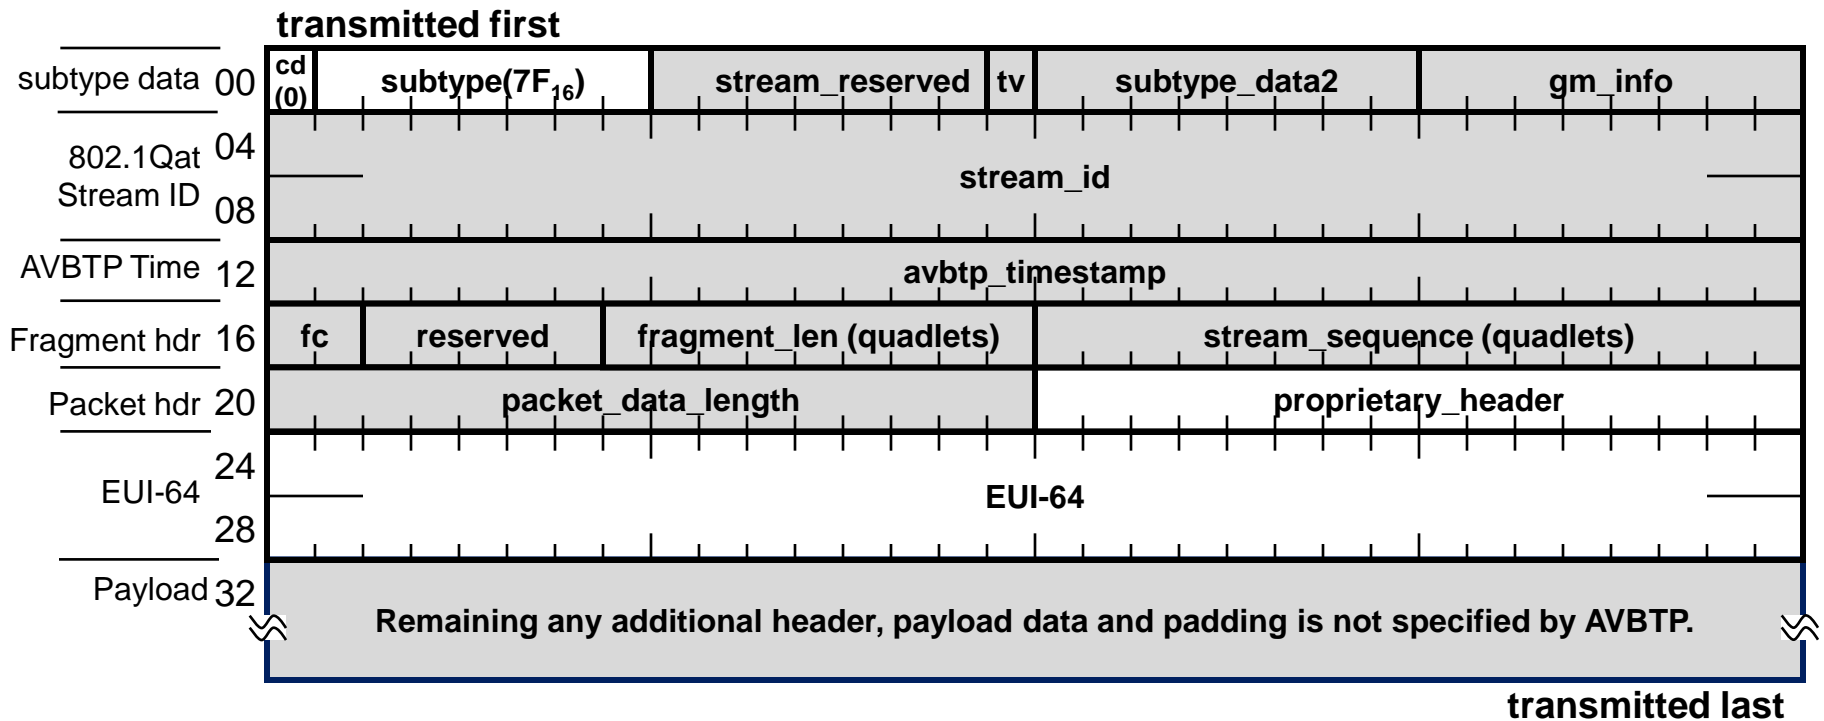 transmitted first
subtype data 00 cd (0) subtype(7F16) stream_reserved tv subtype_data2 gm_info
802.1Qat Stream ID 04
stream_id
08
AVBTP Time 12 avbtp_timestamp
Fragment hdr 16 fc reserved fragment_len (quadlets) stream_sequence (quadlets)
Packet hdr 20 packet_data_length proprietary_header
24
EUI-64 EUI-64
28
Payload 32
Remaining any additional header, payload data and padding is not specified by AVBTP.
transmitted last